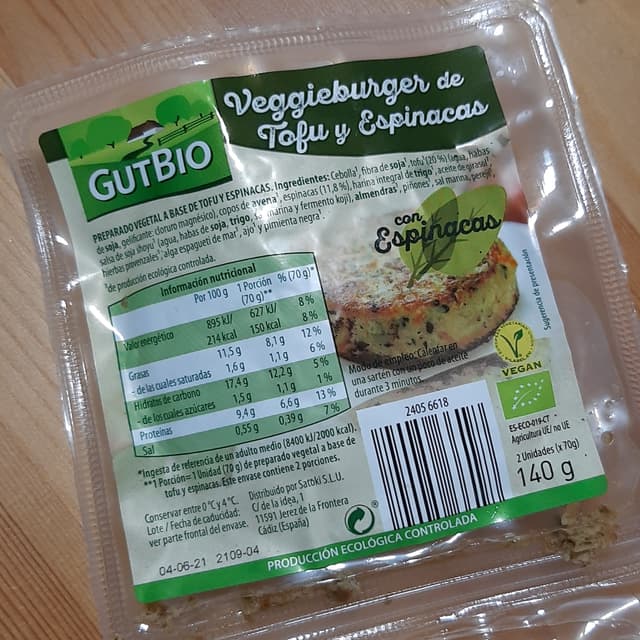 Veggieburger de
Tofu y Espinacas
GUTBIO
PREPARADO VEGETAL A BASE DE TOFU Y ESPINACAS. Ingredientes: Cebolla, fibra de soja, tofu (20 %) (agua, habas
de soja, gelificante: cloruro magnésico), copos de avena, espinacas (11,8 %), harina integral de trigo, aceite de girasol
salsa de soja shoyu (agua, habas de soja, trigo, marina y fermento koji), almendras, piñones, sal marina, perejil,
hierbas provenzales, alga espagueti de mar, ajo y pimienta negra
de producción ecológica controlada.
con
Espinacas
Sugerencia de presentación
Información nutricional
Por 100 g 1 Porción (70 g)** % (70 g)*
Valor energético 895 kJ/ 627 kJ/ 8 %
214 kcal 150 kcal 8 %
Grasas 11,5 g 8,1 g 12 %
- de las cuales saturadas 1,6 g 1,1 g 6 %
Hidratos de carbono 17,4 g 12,2 g 5 %
- de los cuales azúcares 1,5 g 1,1 g 1 %
Proteínas 9,4 g 6,6 g 13 %
Sal 0,55 g 0,39 g 7 %
Modo de empleo: Calentar en
una sartén con un poco de aceite
durante 3 minutos.
VEGAN
2405 6618
ES-ECO-019-CT
Agricultura UE/ no UE
2 Unidades (x 70g)
140 g
*Ingesta de referencia de un adulto medio (8400 kJ/2000 kcal).
**1 Porción= 1 Unidad (70 g) de preparado vegetal a base de
tofu y espinacas. Este envase contiene 2 porciones.
Conservar entre 0 °C y 4 °C.
Lote / Fecha de caducidad:
ver parte frontal del envase.
Distribuido por Satoki S.L.U.
C/ de la Idea, 1
11591 Jerez de la Frontera
Cádiz (España)
04-06-21 2109-04
PRODUCCIÓN ECOLÓGICA CONTROLADA